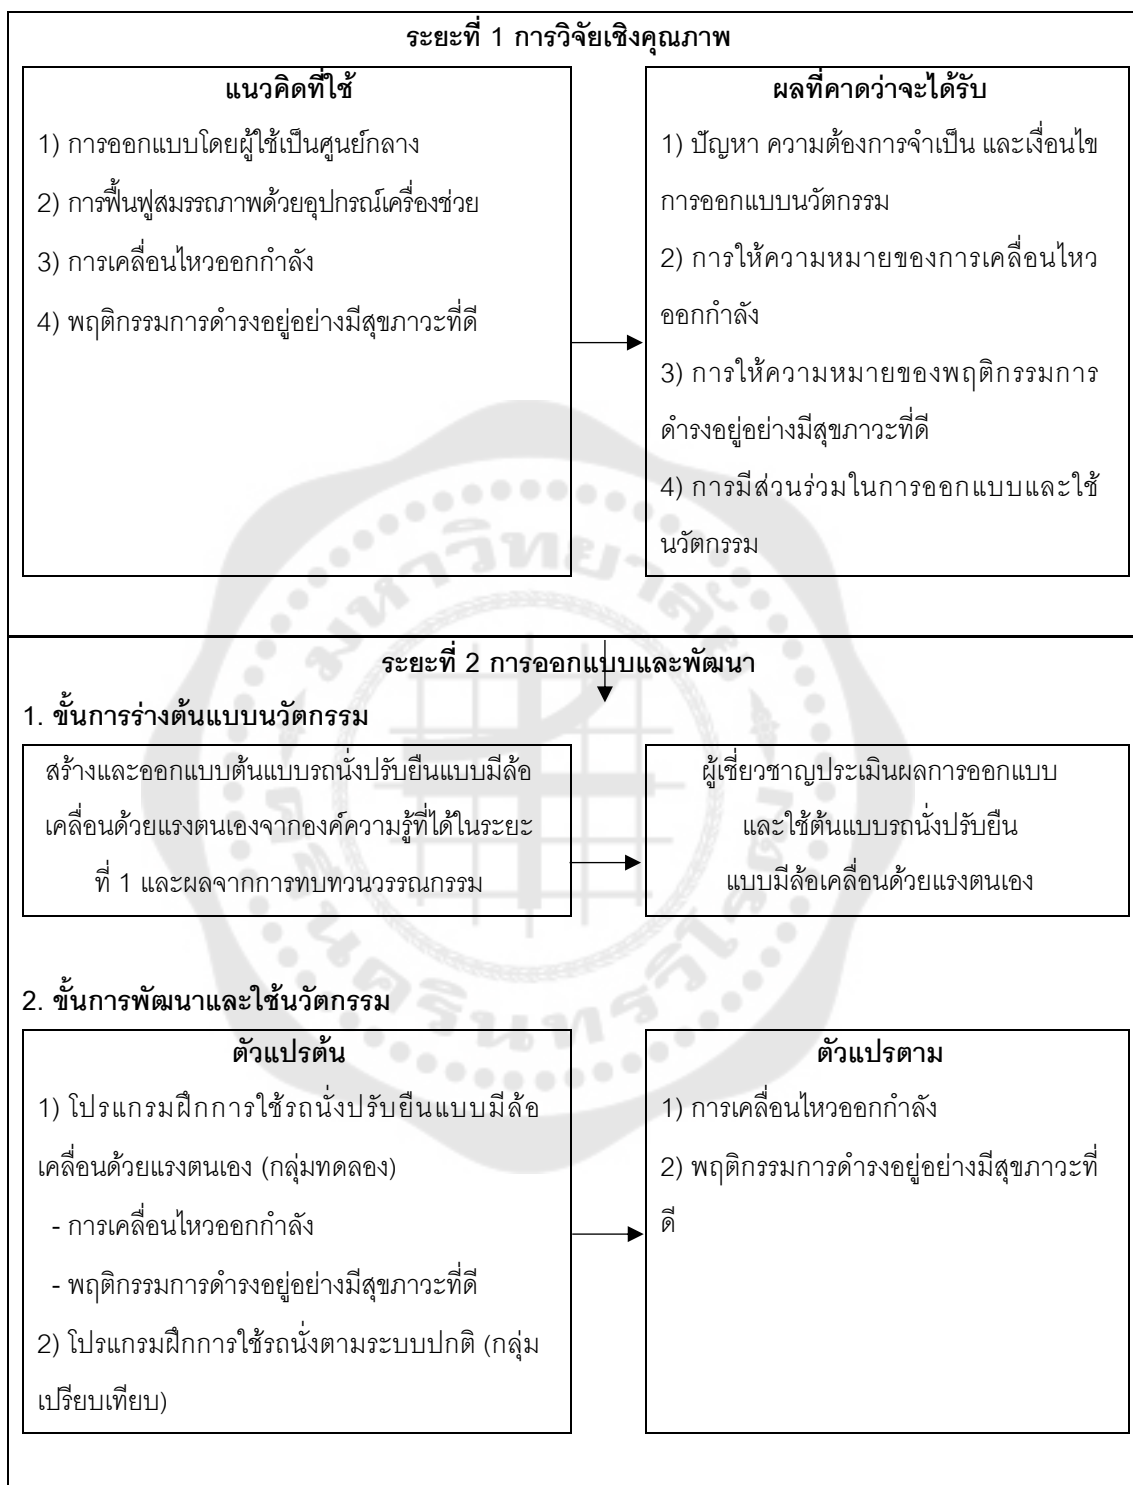 ระยะที่ 1 การวิจัยเชิงคุณภาพ
แนวคิดที่ใช้
1) การออกแบบโดยผู้ใช้เป็นศูนย์กลาง
2) การฟื้นฟูสมรรถภาพด้วยอุปกรณ์เครื่องช่วย
3) การเคลื่อนไหวออกกำลัง
4) พฤติกรรมการดำรงอยู่อย่างมีสุขภาวะที่ดี
ผลที่คาดว่าจะได้รับ
1) ปัญหา ความต้องการจำเป็น และเงื่อนไข
การออกแบบนวัตกรรม
2) การให้ความหมายของการเคลื่อนไหว
ออกกำลัง
3) การให้ความหมายของพฤติกรรมการ
ดำรงอยู่อย่างมีสุขภาวะที่ดี
4) การมีส่วนร่วมในการออกแบบและใช้
นวัตกรรม
ระยะที่ 2 การออกแบบและพัฒนา
1. ขั้นการร่างต้นแบบนวัตกรรม
สร้างและออกแบบต้นแบบรถนั่งปรับยืนแบบมีล้อ
เคลื่อนด้วยแรงตนเองจากองค์ความรู้ที่ได้ในระยะ
ที่ 1 และผลจากการทบทวนวรรณกรรม
ผู้เชี่ยวชาญประเมินผลการออกแบบ
และใช้ต้นแบบรถนั่งปรับยืน
แบบมีล้อเคลื่อนด้วยแรงตนเอง
2. ขั้นการพัฒนาและใช้นวัตกรรม
ตัวแปรต้น
1) โปรแกรมฝึกการใช้รถนั่งปรับยืนแบบมีล้อ
เคลื่อนด้วยแรงตนเอง (กลุ่มทดลอง)
- การเคลื่อนไหวออกกำลัง
- พฤติกรรมการดำรงอยู่อย่างมีสุขภาวะที่ดี
2) โปรแกรมฝึกการใช้รถนั่งตามระบบปกติ (กลุ่ม
เปรียบเทียบ)
ตัวแปรตาม
1) การเคลื่อนไหวออกกำลัง
2) พฤติกรรมการดำรงอยู่อย่างมีสุขภาวะที่
ดี
มหาวิทยาลัย
ศรีนครินทรวิโรฒ